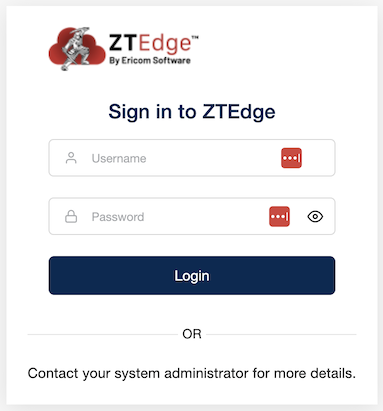 ZTEdge™
By Ericom Software
Sign in to ZTEdge
Username
Password
Login
OR
Contact your system administrator for more details.